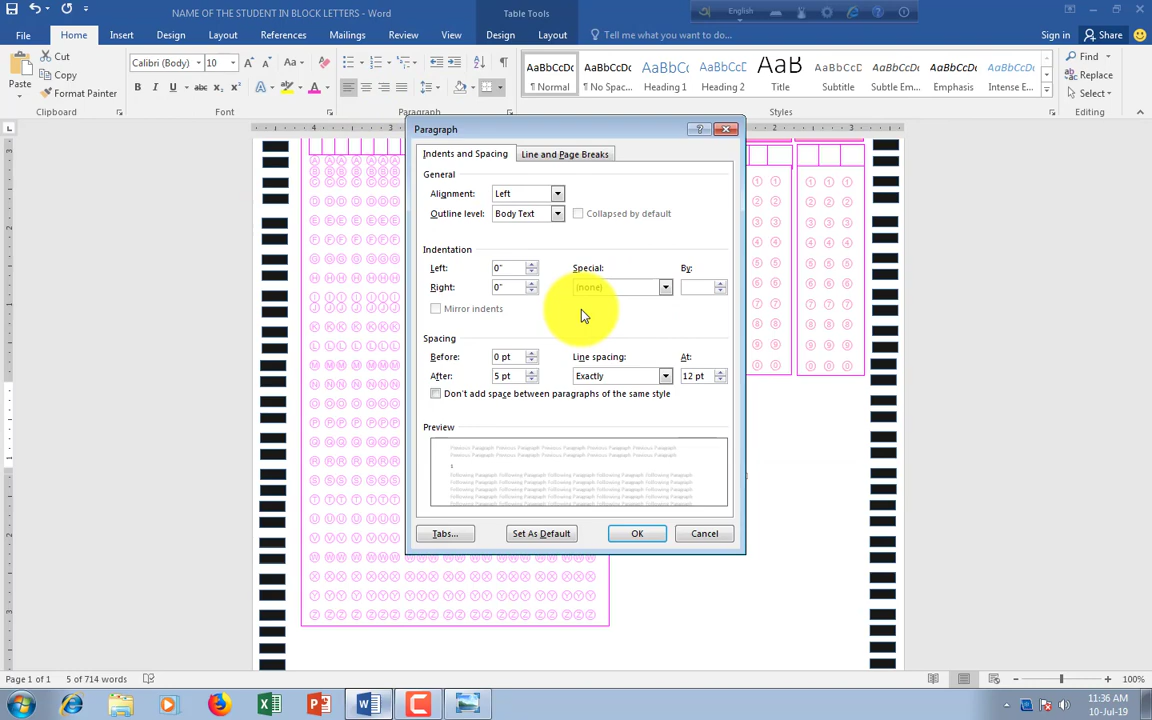 NAME OF THE STUDENT IN BLOCK LETTERS - Word
Table Tools
English
File Home Insert Design Layout References Mailings Review View Design Layout Tell me what you want to do... Sign in Share
Paste
Cut
Copy
Format Painter
Clipboard
Calibri (Body) 10
Font
Paragraph
AaBbCcDc AaBbCcDc AaBbCc AaBbCcD AaB AaBbCcD AaBbCcDc AaBbCcDc AaBbCcDc
¶ Normal ¶ No Spac... Heading 1 Heading 2 Title Subtitle Subtle Em... Emphasis Intense E...
Styles
Find
Replace
Select
Editing
Paragraph
Indents and Spacing Line and Page Breaks
General
Alignment: Left
Outline level: Body Text Collapsed by default
Indentation
Left: 0" Special: By:
Right: 0" (none)
Mirror indents
Spacing
Before: 0 pt Line spacing: At:
After: 5 pt Exactly 12 pt
Don't add space between paragraphs of the same style
Preview
Tabs... Set As Default OK Cancel
Page 1 of 1 5 of 714 words 100%
11:36 AM
10-Jul-19